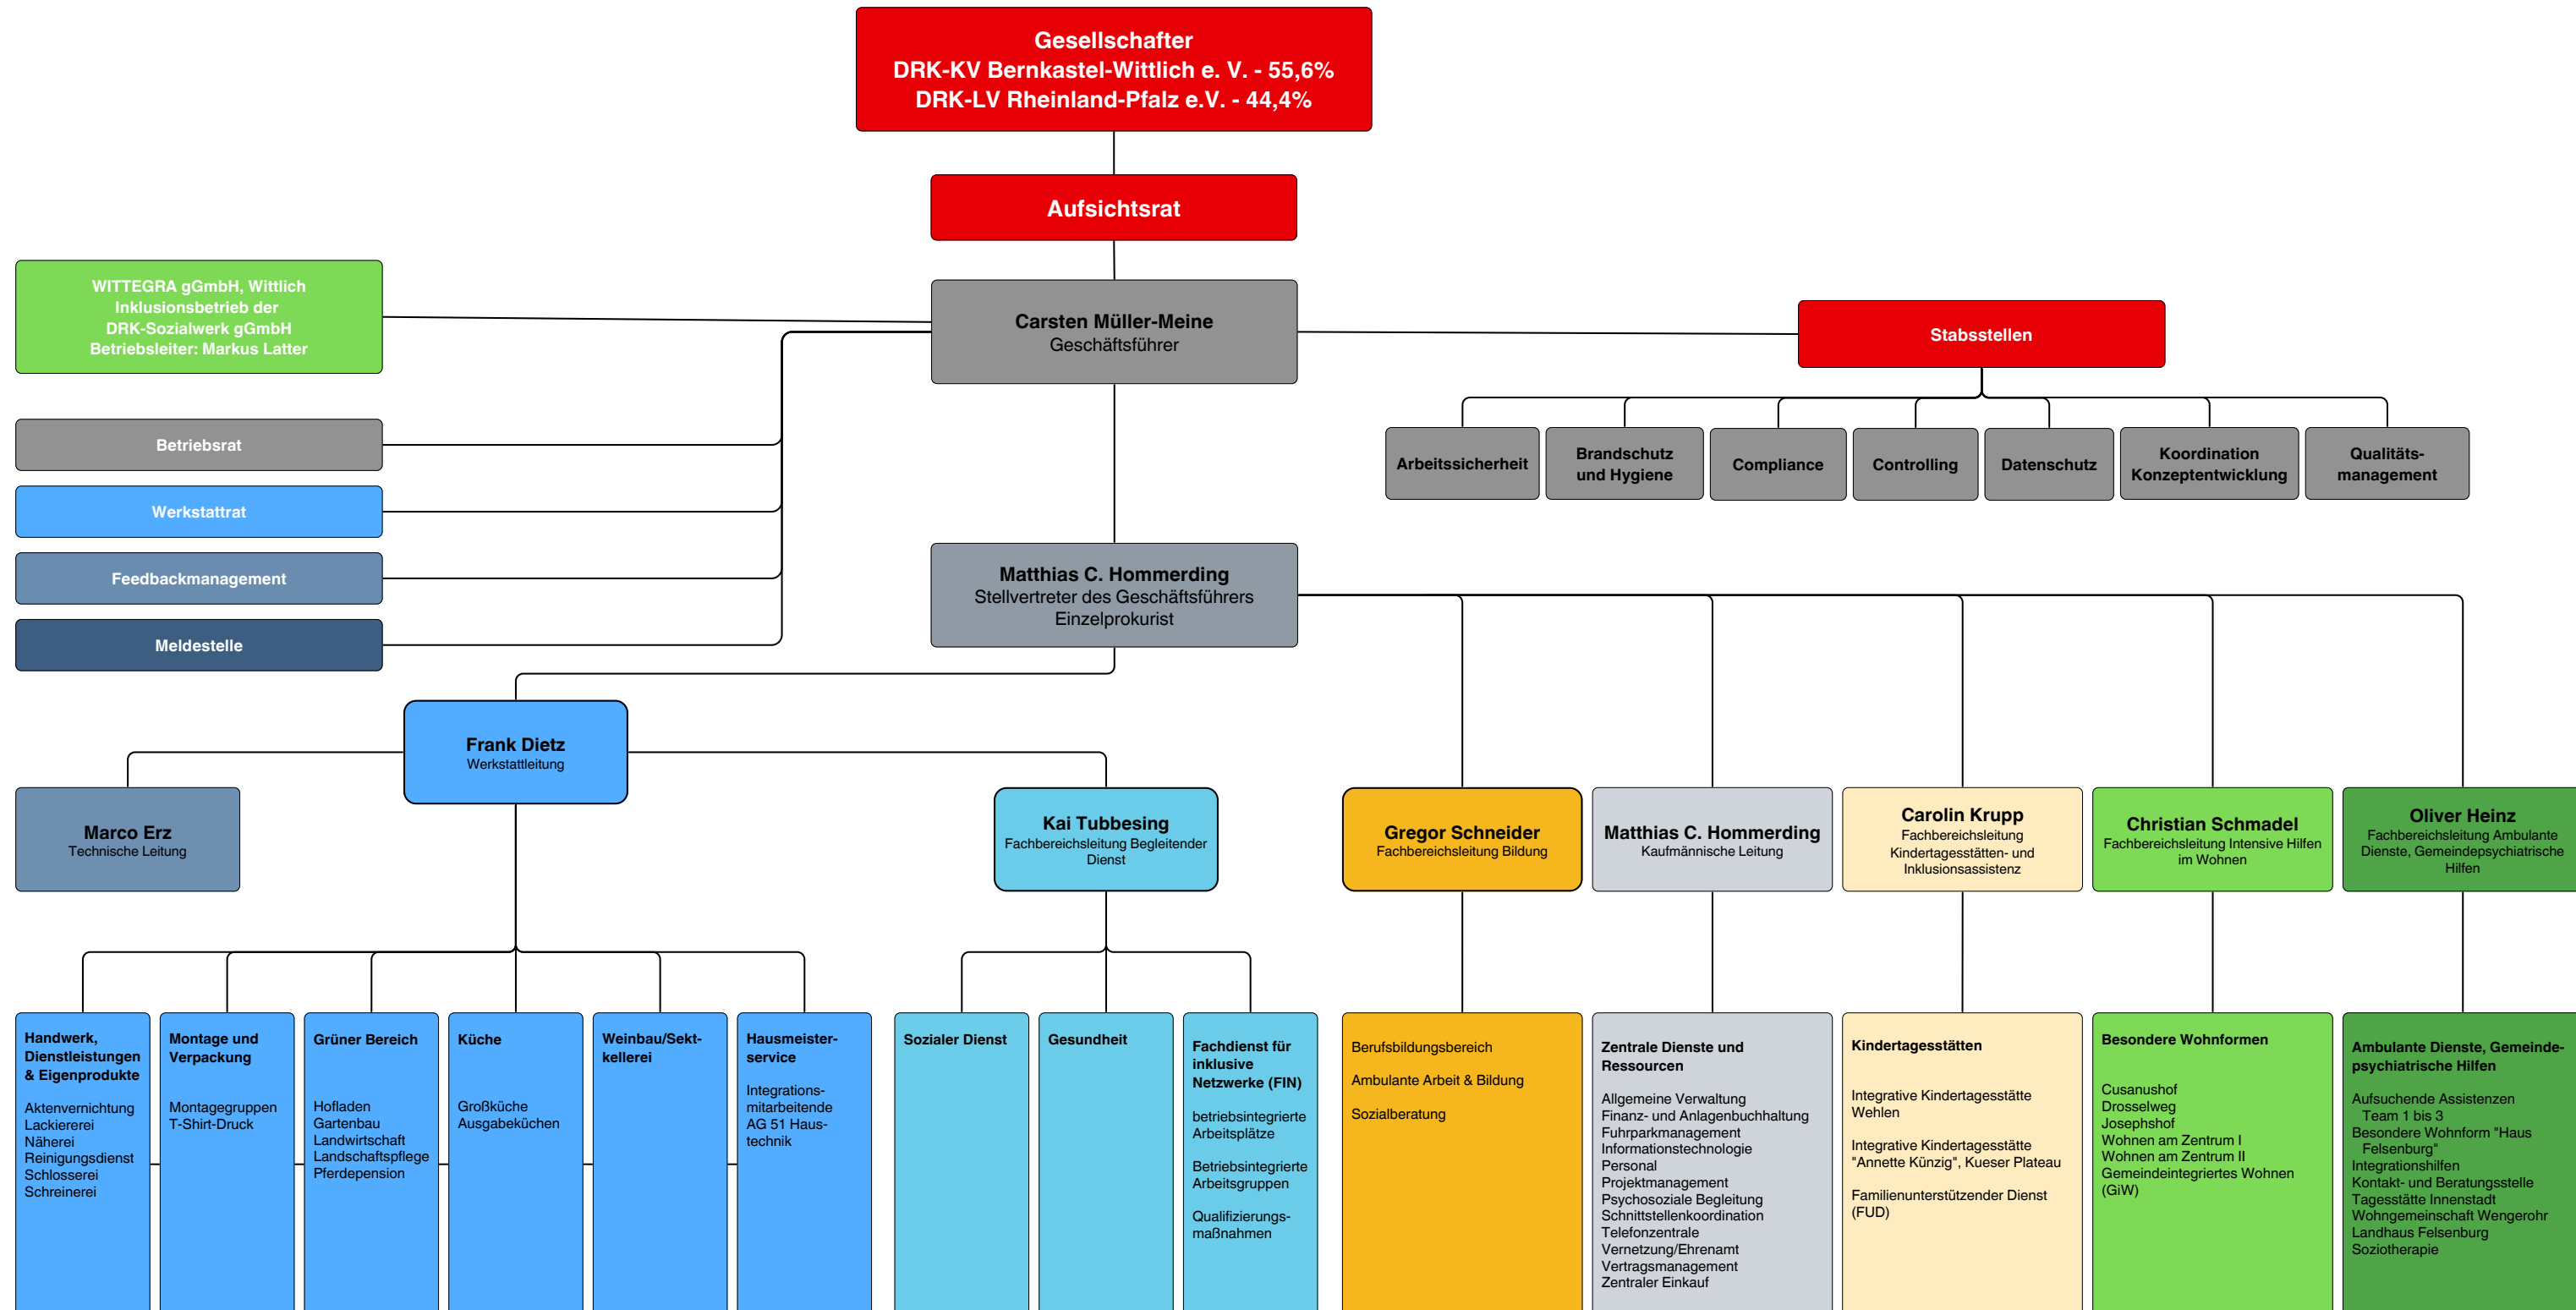 Gesellschafter
DRK-KV Bernkastel-Wittlich e. V. - 55,6%
DRK-LV Rheinland-Pfalz e.V. - 44,4%
Aufsichtsrat
WITTEGRA gGmbH, Wittlich
Inklusionsbetrieb der
DRK-Sozialwerk gGmbH
Betriebsleiter: Markus Latter
Carsten Müller-Meine
Geschäftsführer
Stabsstellen
Betriebsrat
Werkstattrat
Feedbackmanagement
Meldestelle
Arbeitssicherheit
Brandschutz
und Hygiene
Compliance
Controlling
Datenschutz
Koordination
Konzeptentwicklung
Qualitäts-
management
Matthias C. Hommerding
Stellvertreter des Geschäftsführers
Einzelprokurist
Frank Dietz
Werkstattleitung
Marco Erz
Technische Leitung
Kai Tubbesing
Fachbereichsleitung Begleitender
Dienst
Gregor Schneider
Fachbereichsleitung Bildung
Matthias C. Hommerding
Kaufmännische Leitung
Carolin Krupp
Fachbereichsleitung
Kindertagesstätten- und
Inklusionsassistenz
Christian Schmadel
Fachbereichsleitung Intensive Hilfen
im Wohnen
Oliver Heinz
Fachbereichsleitung Ambulante
Dienste, Gemeindepsychiatrische
Hilfen
Handwerk,
Dienstleistungen
& Eigenprodukte
Aktenvernichtung
Lackiererei
Näherei
Reinigungsdienst
Schlosserei
Schreinerei
Montage und
Verpackung
Montagegruppen
T-Shirt-Druck
Grüner Bereich
Hofladen
Gartenbau
Landwirtschaft
Landschaftspflege
Pferdepension
Küche
Großküche
Ausgabeküchen
Weinbau/Sekt-
kellerei
Hausmeister-
service
Integrations-
mitarbeitende
AG 51 Haus-
technik
Sozialer Dienst
Gesundheit
Fachdienst für
inklusive
Netzwerke (FIN)
betriebsintegrierte
Arbeitsplätze
Betriebsintegrierte
Arbeitsgruppen
Qualifizierungs-
maßnahmen
Berufsbildungsbereich
Ambulante Arbeit & Bildung
Sozialberatung
Zentrale Dienste und
Ressourcen
Allgemeine Verwaltung
Finanz- und Anlagenbuchhaltung
Fuhrparkmanagement
Informationstechnologie
Personal
Projektmanagement
Psychosoziale Begleitung
Schnittstellenkoordination
Telefonzentrale
Vernetzung/Ehrenamt
Vertragsmanagement
Zentraler Einkauf
Kindertagesstätten
Integrative Kindertagesstätte
Wehlen
Integrative Kindertagesstätte
"Annette Künzig", Kueser Plateau
Familienunterstützender Dienst
(FUD)
Besondere Wohnformen
Cusanushof
Drosselweg
Josephshof
Wohnen am Zentrum I
Wohnen am Zentrum II
Gemeindeintegriertes Wohnen
(GiW)
Ambulante Dienste, Gemeinde-
psychiatrische Hilfen
Aufsuchende Assistenzen
Team 1 bis 3
Besondere Wohnform "Haus
Felsenburg"
Integrationshilfen
Kontakt- und Beratungsstelle
Tagesstätte Innenstadt
Wohngemeinschaft Wengerohr
Landhaus Felsenburg
Soziotherapie